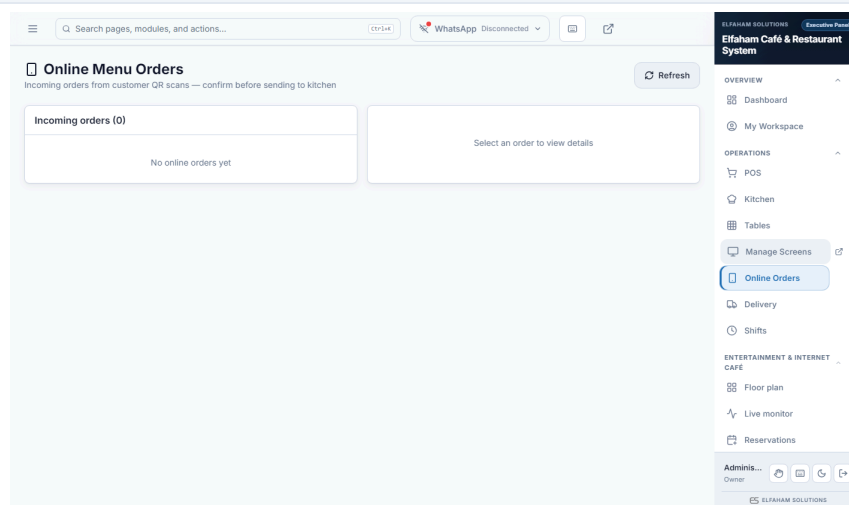 Search pages, modules, and actions...
Ctrl+K
WhatsApp Disconnected
Online Menu Orders
Incoming orders from customer QR scans — confirm before sending to kitchen
Refresh
Incoming orders (0)
No online orders yet
Select an order to view details
ELFAHAM SOLUTIONS
Executive Panel
Elfaham Café & Restaurant
System
OVERVIEW
Dashboard
My Workspace
OPERATIONS
POS
Kitchen
Tables
Manage Screens
Online Orders
Delivery
Shifts
ENTERTAINMENT & INTERNET
CAFÉ
Floor plan
Live monitor
Reservations
Adminis...
Owner
ES ELFAHAM SOLUTIONS